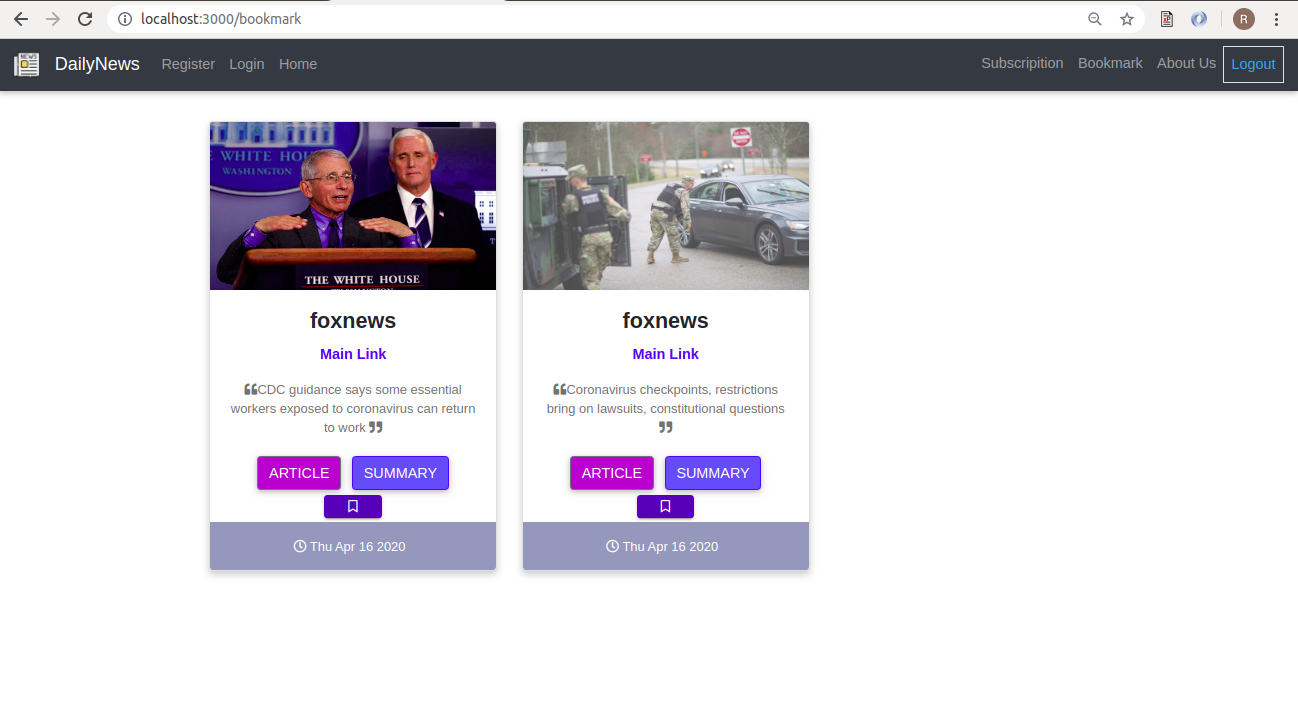 localhost:3000/bookmark
R
NEWS
DailyNews Register Login Home Subscripition Bookmark About Us Logout
THE WHITE HOUSE
WASHINGTON
THE WHITE HOUSE
WASHINGTON
foxnews
Main Link
❝CDC guidance says some essential
workers exposed to coronavirus can return
to work ❞
ARTICLE SUMMARY
Thu Apr 16 2020
foxnews
Main Link
❝Coronavirus checkpoints, restrictions
bring on lawsuits, constitutional questions
❞
ARTICLE SUMMARY
Thu Apr 16 2020